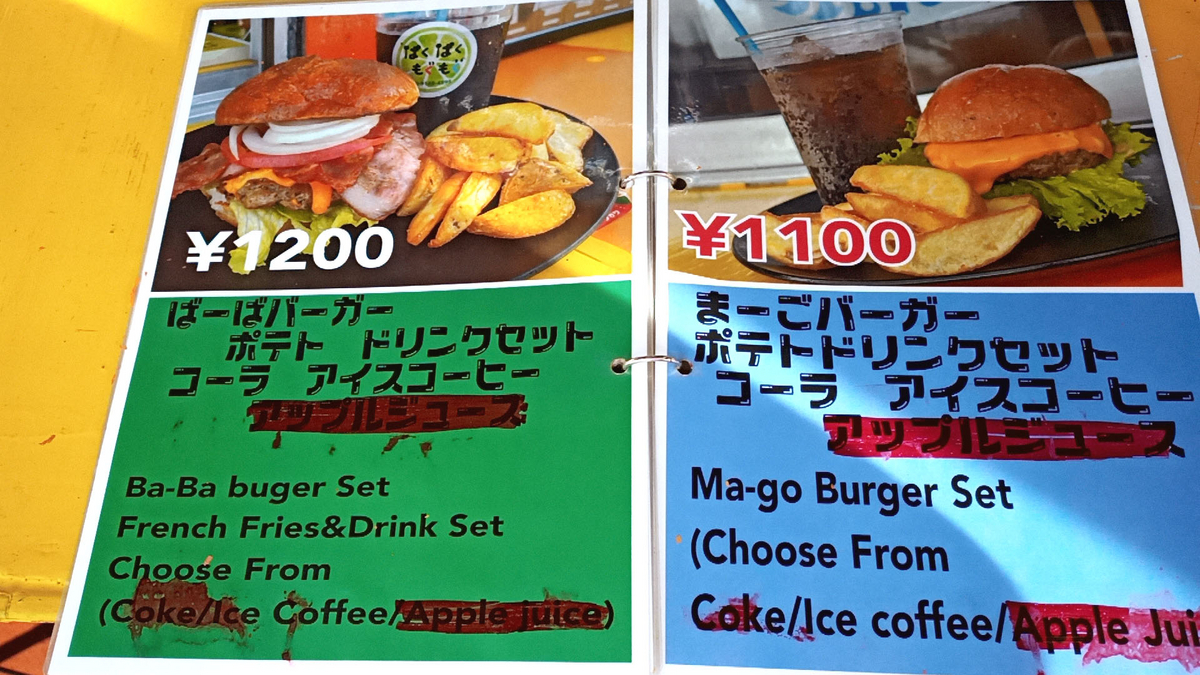 ぱくぱく
もぐもぐ
¥1200
ばーばバーガー
ポテト ドリンクセット
コーラ アイスコーヒー
アップルジュース
Ba-Ba buger Set
French Fries&Drink Set
Choose From
(Coke/Ice Coffee/Apple juice)
¥1100
まーごバーガー
ポテトドリンクセット
コーラ アイスコーヒー
アップルジュース
Ma-go Burger Set
(Choose From
Coke/Ice coffee/Apple Jui